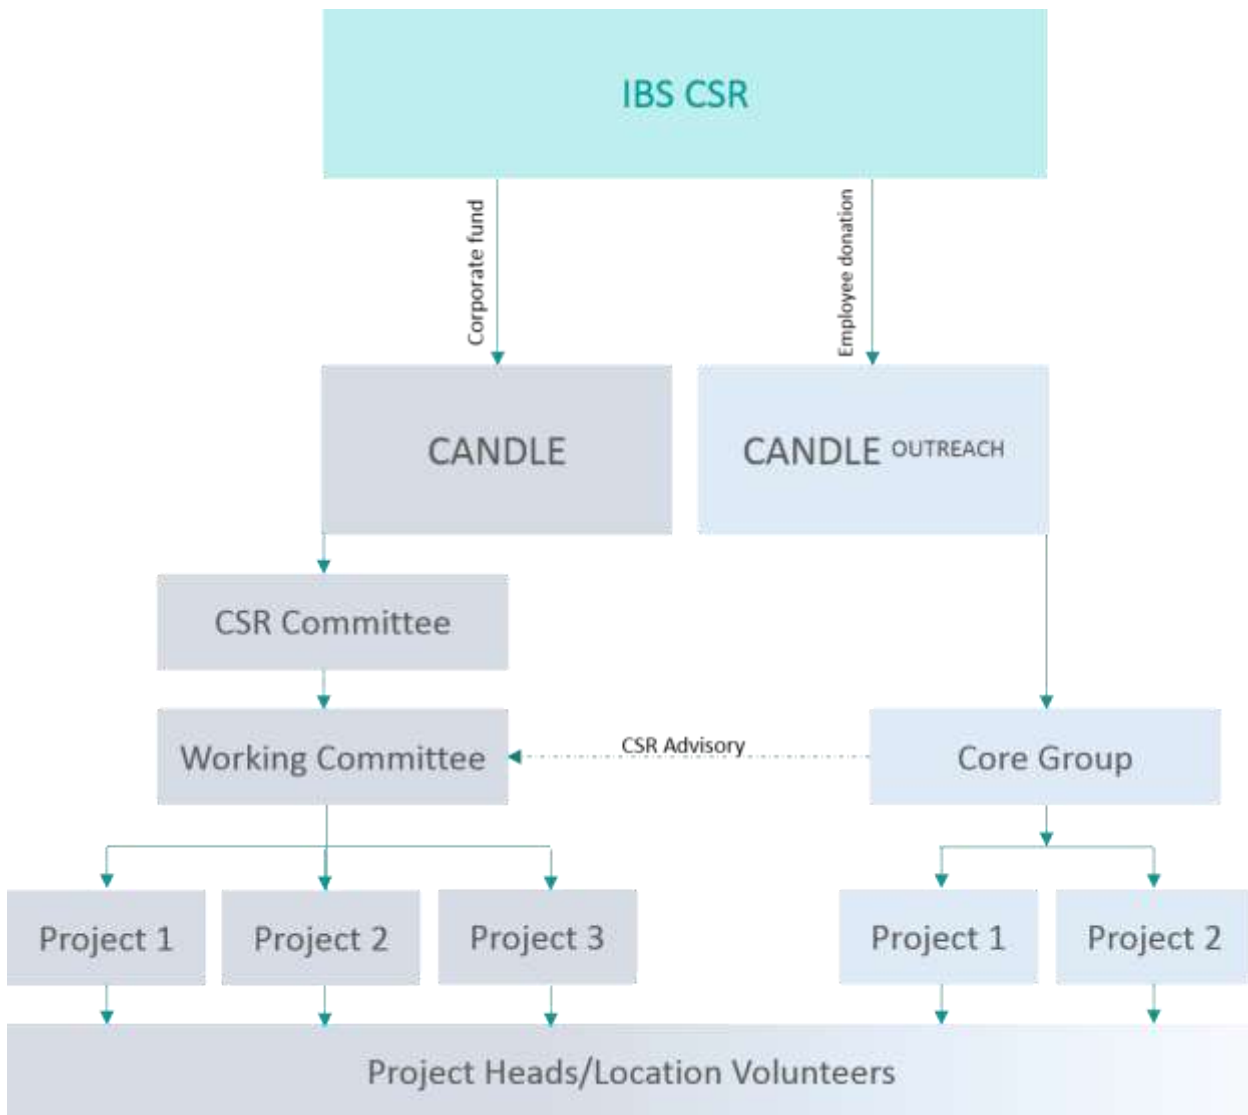 IBS CSR
Corporate fund
Employee donation
CANDLE
CANDLE OUTREACH
CSR Committee
Working Committee
CSR Advisory
Core Group
Project 1
Project 2
Project 3
Project 1
Project 2
Project Heads/Location Volunteers